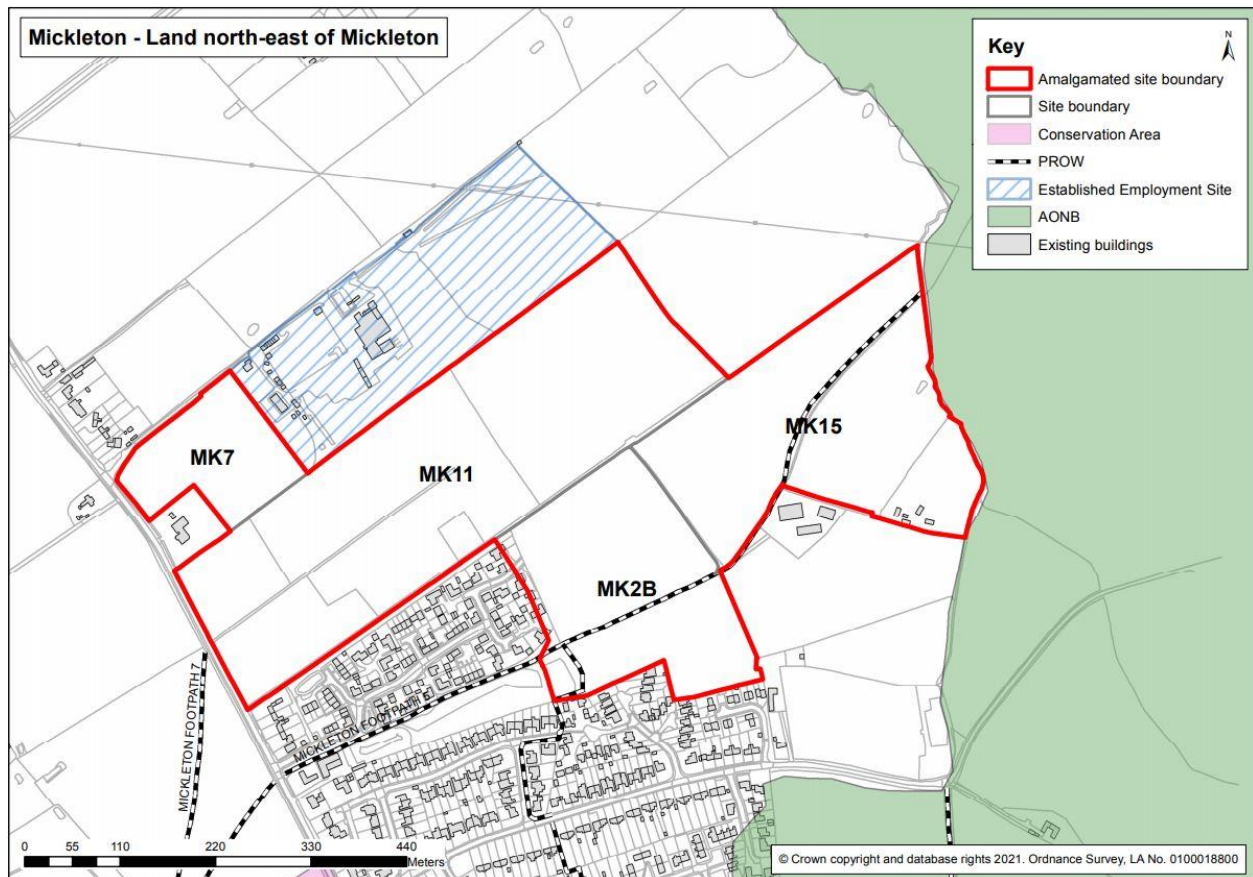 Mickleton - Land north-east of Mickleton
Key
N
Amalgamated site boundary
Site boundary
Conservation Area
PROW
Established Employment Site
AONB
Existing buildings
MK7
MK11
MK15
MK2B
MICKLETON FOOTPATH 7
MICKLETON FOOTPATH 5
0 55 110 220 330 440
Meters
© Crown copyright and database rights 2021. Ordnance Survey, LA No. 0100018800